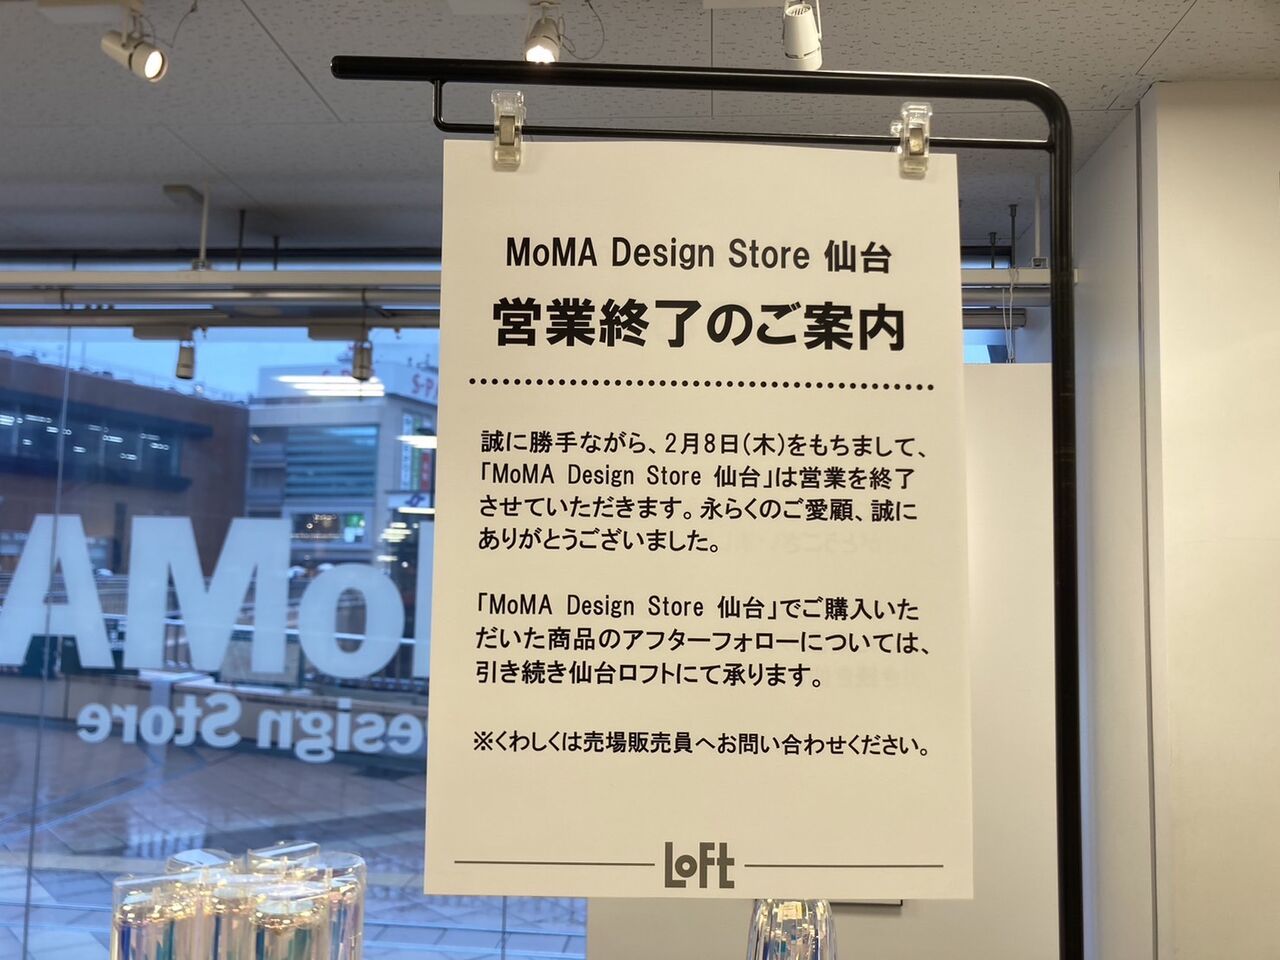 MoMA Design Store 仙台
営業終了のご案内
誠に勝手ながら、2月8日(木)をもちまして、
「MoMA Design Store 仙台」は営業を終了
させていただきます。永らくのご愛顧、誠に
ありがとうございました。
「MoMA Design Store 仙台」でご購入いた
だいた商品のアフターフォローについては、
引き続き仙台ロフトにて承ります。
※くわしくは売場販売員へお問い合わせください。
LoFt
S-PA
oMA
esign Store